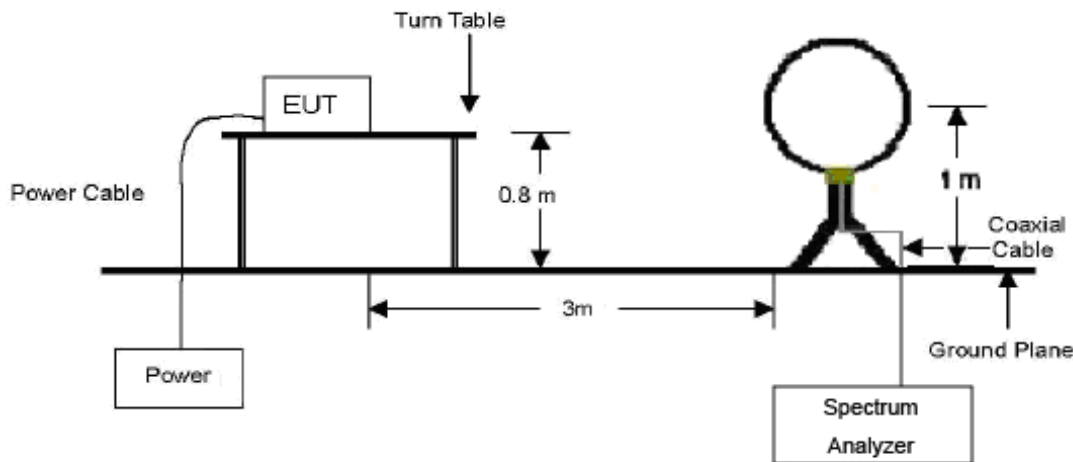 Turn Table
EUT
Power Cable
0.8 m
1 m
Coaxial
Cable
3m
Ground Plane
Power
Spectrum
Analyzer